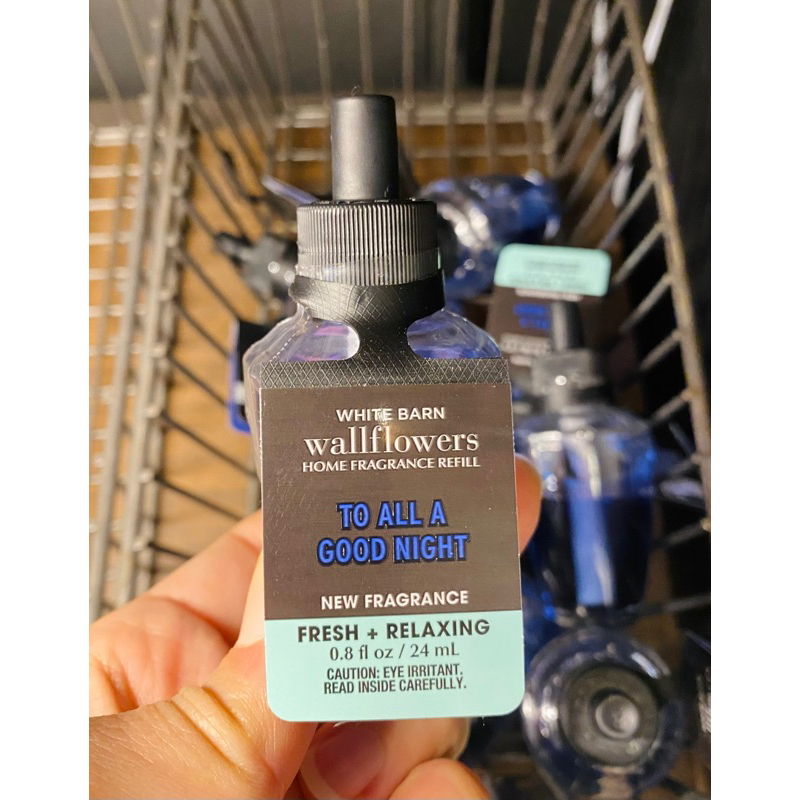 WHITE BARN
wallflowers
HOME FRAGRANCE REFILL
TO ALL A
GOOD NIGHT
NEW FRAGRANCE
FRESH + RELAXING
0.8 fl oz / 24 mL
CAUTION: EYE IRRITANT.
READ INSIDE CAREFULLY.